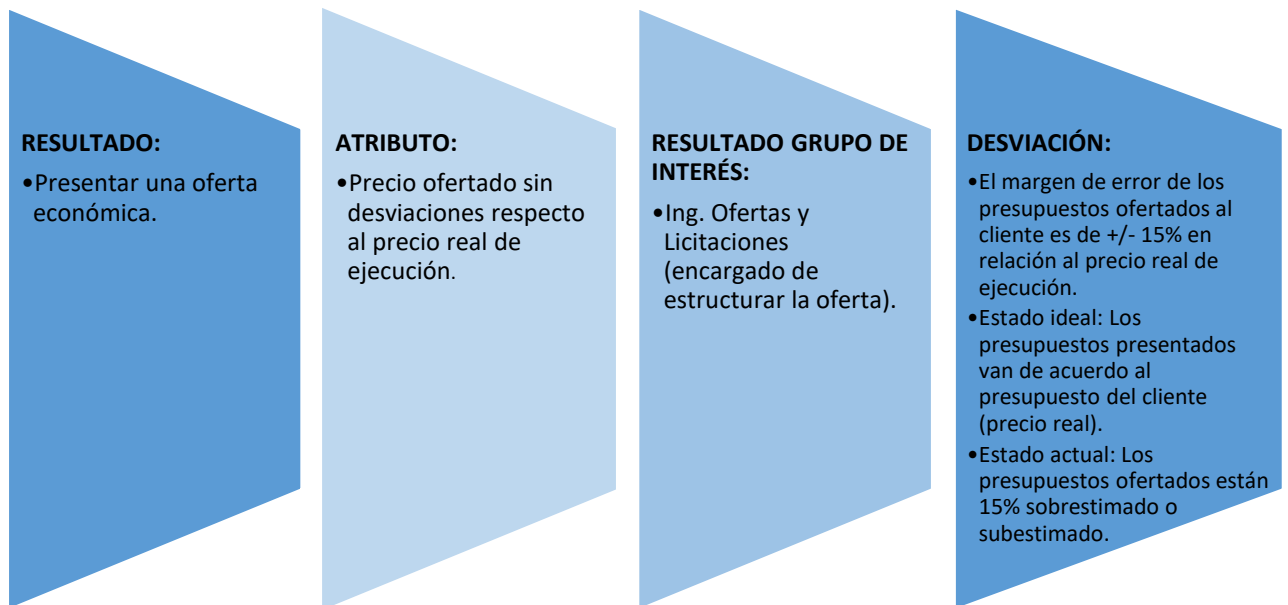 RESULTADO:
•Presentar una oferta
económica.
ATRIBUTO:
•Precio ofertado sin
desviaciones respecto
al precio real de
ejecución.
RESULTADO GRUPO DE
INTERÉS:
•Ing. Ofertas y
Licitaciones
(encargado de
estructurar la oferta).
DESVIACIÓN:
•El margen de error de los
presupuestos ofertados al
cliente es de +/- 15% en
relación al precio real de
ejecución.
•Estado ideal: Los
presupuestos presentados
van de acuerdo al
presupuesto del cliente
(precio real).
•Estado actual: Los
presupuestos ofertados están
15% sobrestimado o
subestimado.